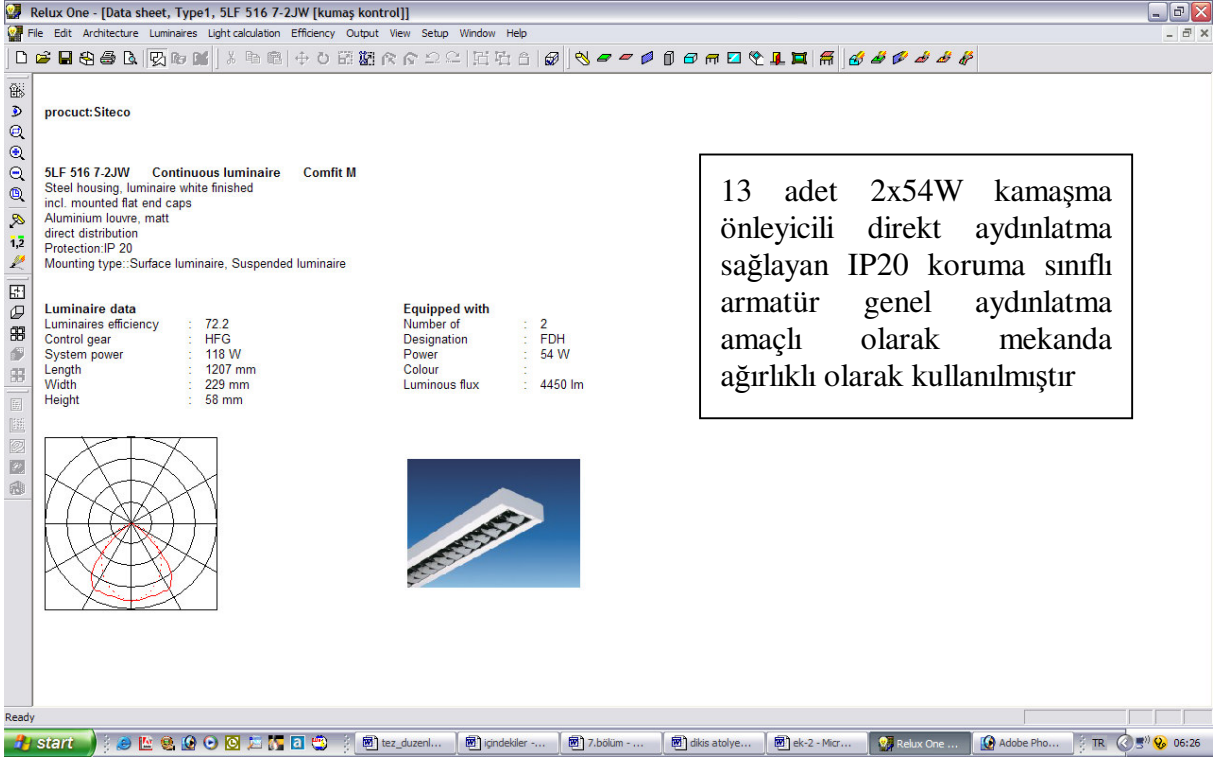 Relux One - [Data sheet, Type1, 5LF 516 7-2JW [kumaş kontrol]]
File Edit Architecture Luminaires Light calculation Efficiency Output View Setup Window Help
1,2
procuct:Siteco
5LF 516 7-2JW Continuous luminaire Comfit M
Steel housing, luminaire white finished
incl. mounted flat end caps
Aluminium louvre, matt
direct distribution
Protection:IP 20
Mounting type::Surface luminaire, Suspended luminaire
Luminaire data
Luminaires efficiency : 72.2
Control gear : HFG
System power : 118 W
Length : 1207 mm
Width : 229 mm
Height : 58 mm
Equipped with
Number of : 2
Designation : FDH
Power : 54 W
Colour :
Luminous flux : 4450 lm
13 adet 2x54W kamaşma
önleyicili direkt aydınlatma
sağlayan IP20 koruma sınıflı
armatür genel aydınlatma
amaçlı olarak mekanda
ağırlıklı olarak kullanılmıştır
Ready
start
tez_duzenl...
içindekiler -...
7.bölüm - ...
dikis atolye...
ek-2 - Micr...
Relux One ...
Adobe Pho...
TR
06:26